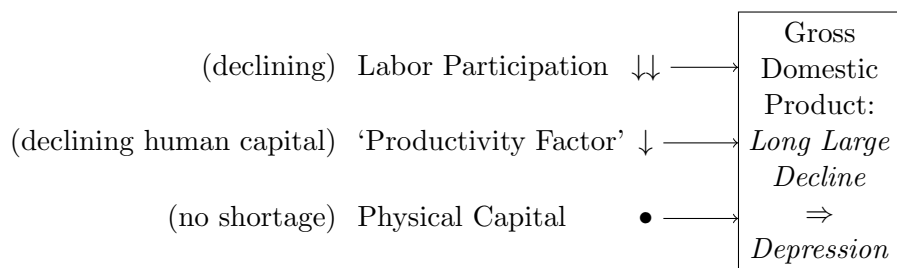 (declining) Labor Participation ↓↓
(declining human capital) ‘Productivity Factor’ ↓
(no shortage) Physical Capital •
Gross
Domestic
Product:
Long Large
Decline
⇒
Depression